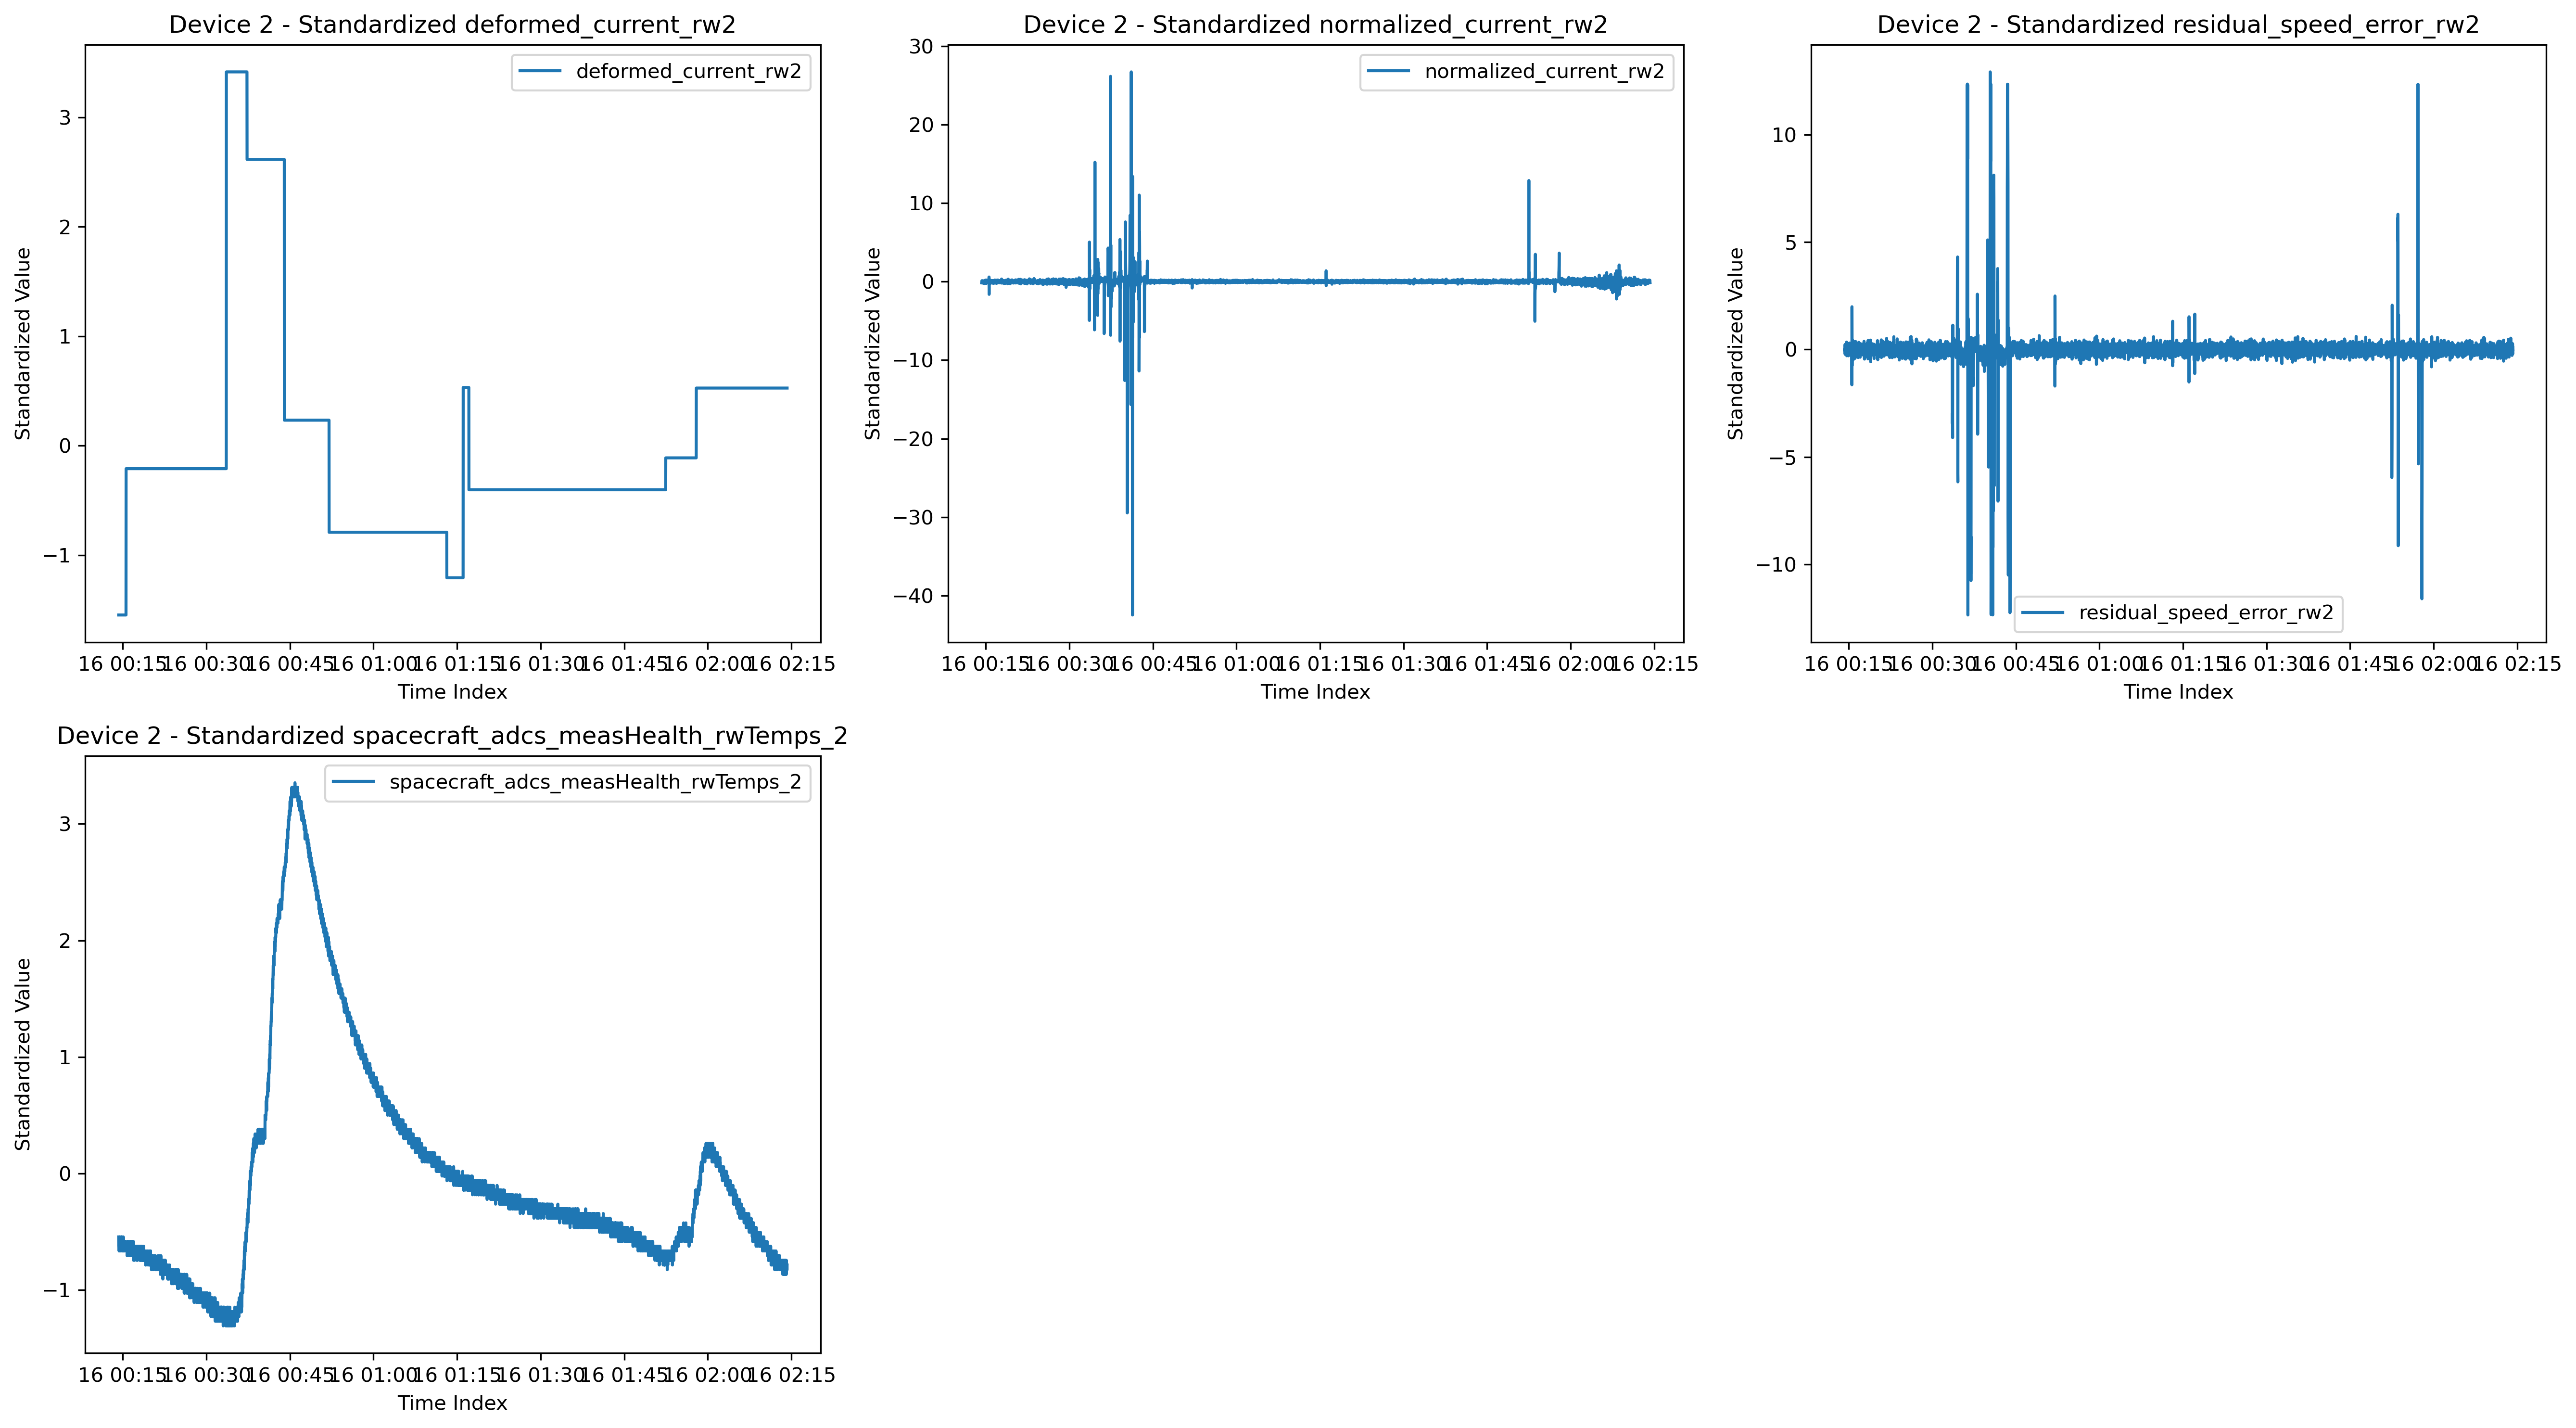 Device 2 - Standardized deformed_current_rw2
deformed_current_rw2
3
2
1
0
−1
Standardized Value
16 00:15 16 00:30 16 00:45 16 01:00 16 01:15 16 01:30 16 01:45 16 02:00 16 02:15
Time Index
Device 2 - Standardized normalized_current_rw2
normalized_current_rw2
30
20
10
0
−10
−20
−30
−40
Standardized Value
16 00:15 16 00:30 16 00:45 16 01:00 16 01:15 16 01:30 16 01:45 16 02:00 16 02:15
Time Index
Device 2 - Standardized residual_speed_error_rw2
10
5
0
−5
−10
Standardized Value
residual_speed_error_rw2
16 00:15 16 00:30 16 00:45 16 01:00 16 01:15 16 01:30 16 01:45 16 02:00 16 02:15
Time Index
Device 2 - Standardized spacecraft_adcs_measHealth_rwTemps_2
spacecraft_adcs_measHealth_rwTemps_2
3
2
1
0
−1
Standardized Value
16 00:15 16 00:30 16 00:45 16 01:00 16 01:15 16 01:30 16 01:45 16 02:00 16 02:15
Time Index